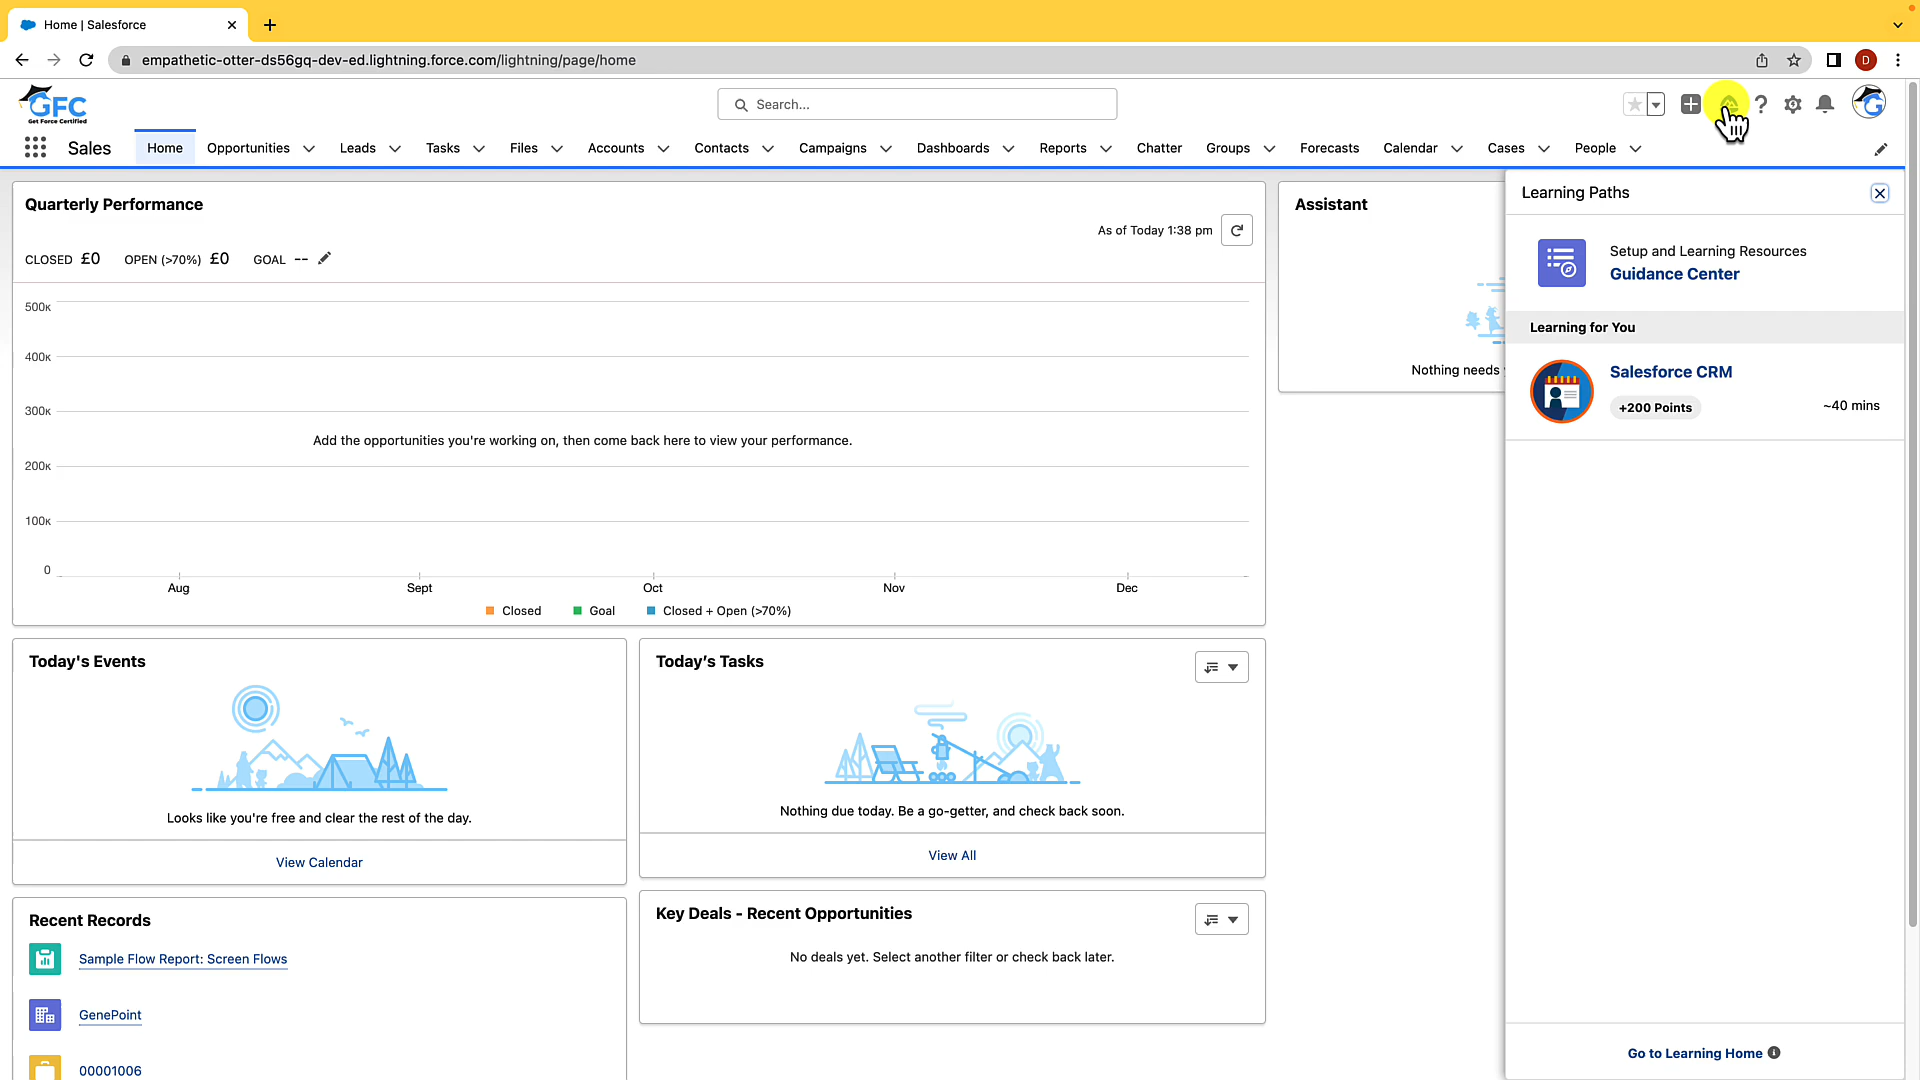 Home | Salesforce
empathetic-otter-ds56gq-dev-ed.lightning.force.com/lightning/page/home
D
GFC
Get Force Certified
Search...
Sales
Home
Opportunities
Leads
Tasks
Files
Accounts
Contacts
Campaigns
Dashboards
Reports
Chatter
Groups
Forecasts
Calendar
Cases
People
Quarterly Performance
As of Today 1:38 pm
CLOSED £0 OPEN (>70%) £0 GOAL --
500K
400K
300K
200K
100K
0
Add the opportunities you're working on, then come back here to view your performance.
Aug Sept Oct Nov Dec
Closed Goal Closed + Open (>70%)
Assistant
Nothing needs
Learning Paths
Setup and Learning Resources
Guidance Center
Learning for You
Salesforce CRM
+200 Points
~40 mins
Today's Events
Looks like you're free and clear the rest of the day.
View Calendar
Today's Tasks
Nothing due today. Be a go-getter, and check back soon.
View All
Recent Records
Sample Flow Report: Screen Flows
GenePoint
00001006
Key Deals - Recent Opportunities
No deals yet. Select another filter or check back later.
Go to Learning Home